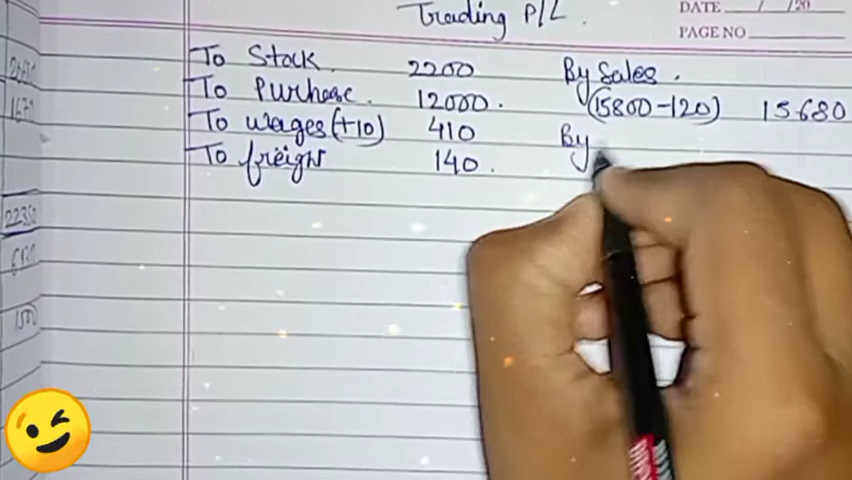 Trading P/L.
DATE / /20
PAGE NO
To Stock. 2200 By Sales.
To Purchase. 12000. (15800-120) 15680
To wages (+10) 410 By
To freight 140.